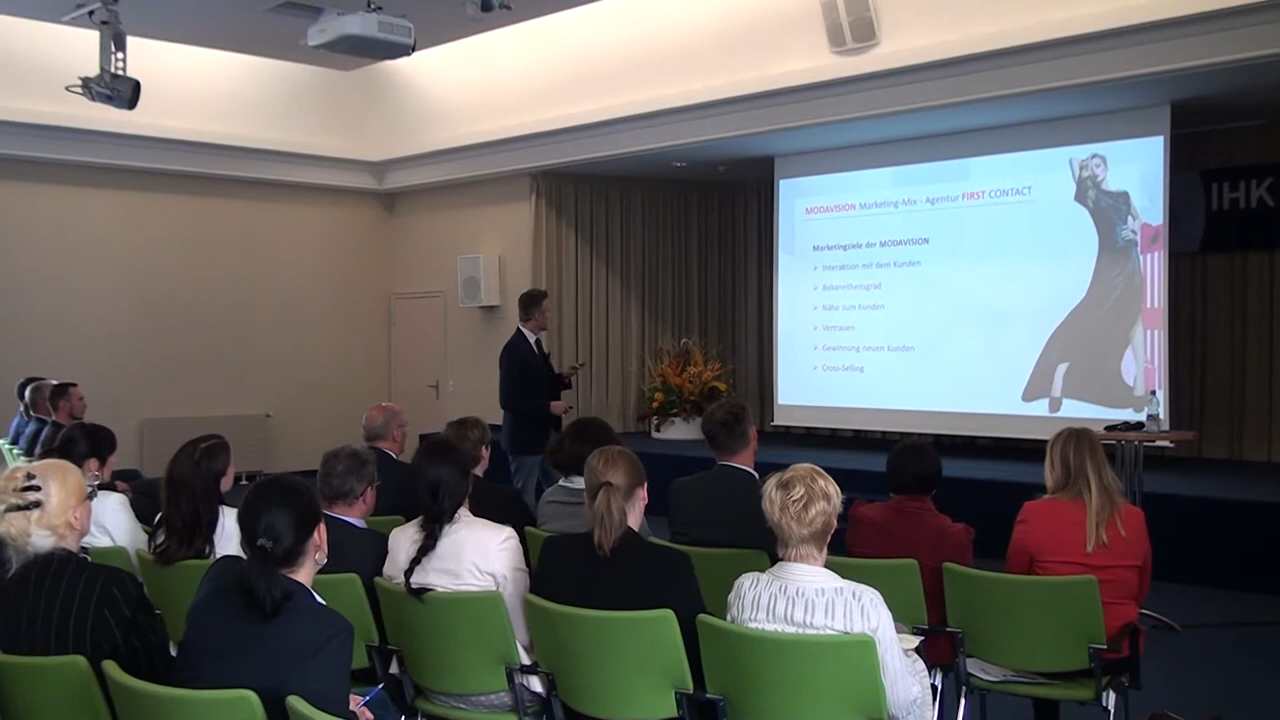 MODAVISION Marketing-Mix - Agentur FIRST CONTACT
Marketingziele der MODAVISION
➢ Interaktion mit dem Kunden
➢ Bekanntheitsgrad
➢ Nähe zum Kunden
➢ Vertrauen
➢ Gewinnung neuen Kunden
➢ Cross-Selling
IHK